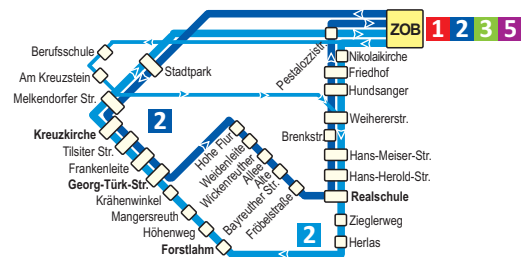 ZOB 1 2 3 5
Pestalozzistr.
Nikolaikirche
Berufsschule
Stadtpark
Friedhof
Am Kreuzstein
Hundsanger
Melkendorfer Str.
Weihererstr.
2
Kreuzkirche
Brenkstr.
Tilsiter Str.
Hohe Flur
Weidenleite
Wickenreuther
Allee
Alte
Bayreuther Str.
Fröbelstraße
Hans-Meiser-Str.
Frankenleite
Hans-Herold-Str.
Georg-Türk-Str.
Realschule
Krähenwinkel
Mangersreuth
Zieglerweg
Höhenweg
2
Forstlahm
Herlas